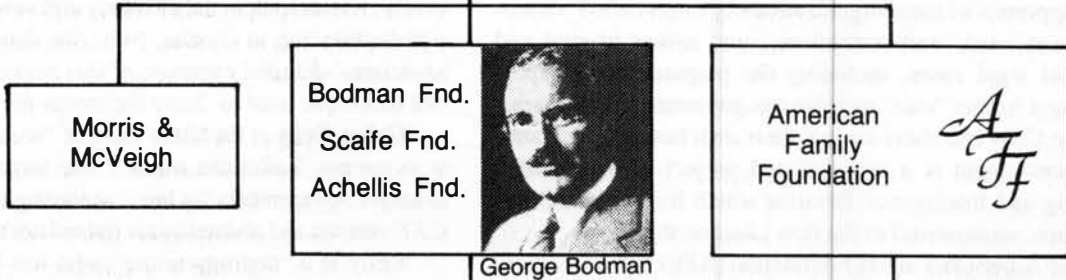 Morris &
McVeigh
Bodman Fnd.
Scaife Fnd.
Achellis Fnd.
George Bodman
American
Family
Foundation
AFF